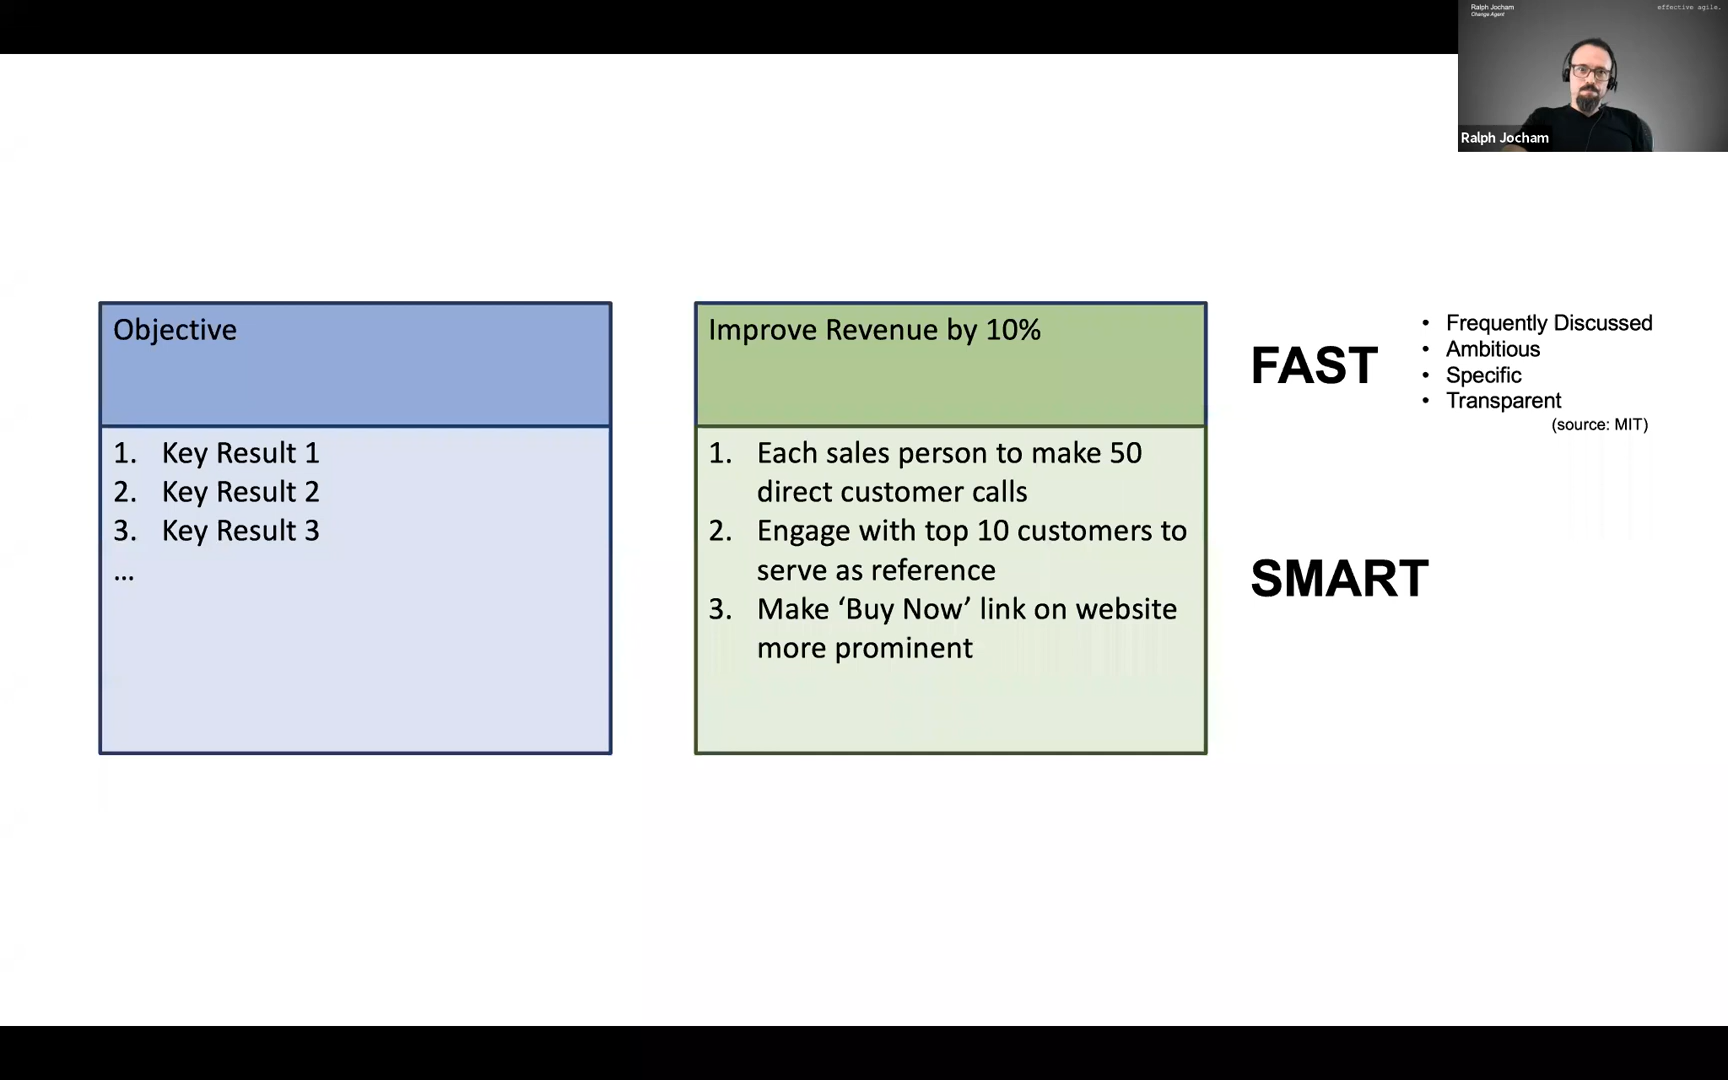 Ralph Jocham
Change Agent
effective agile.
Ralph Jocham
Objective
1. Key Result 1
2. Key Result 2
3. Key Result 3
...
Improve Revenue by 10%
1. Each sales person to make 50
direct customer calls
2. Engage with top 10 customers to
serve as reference
3. Make ‘Buy Now’ link on website
more prominent
FAST
• Frequently Discussed
• Ambitious
• Specific
• Transparent
(source: MIT)
SMART